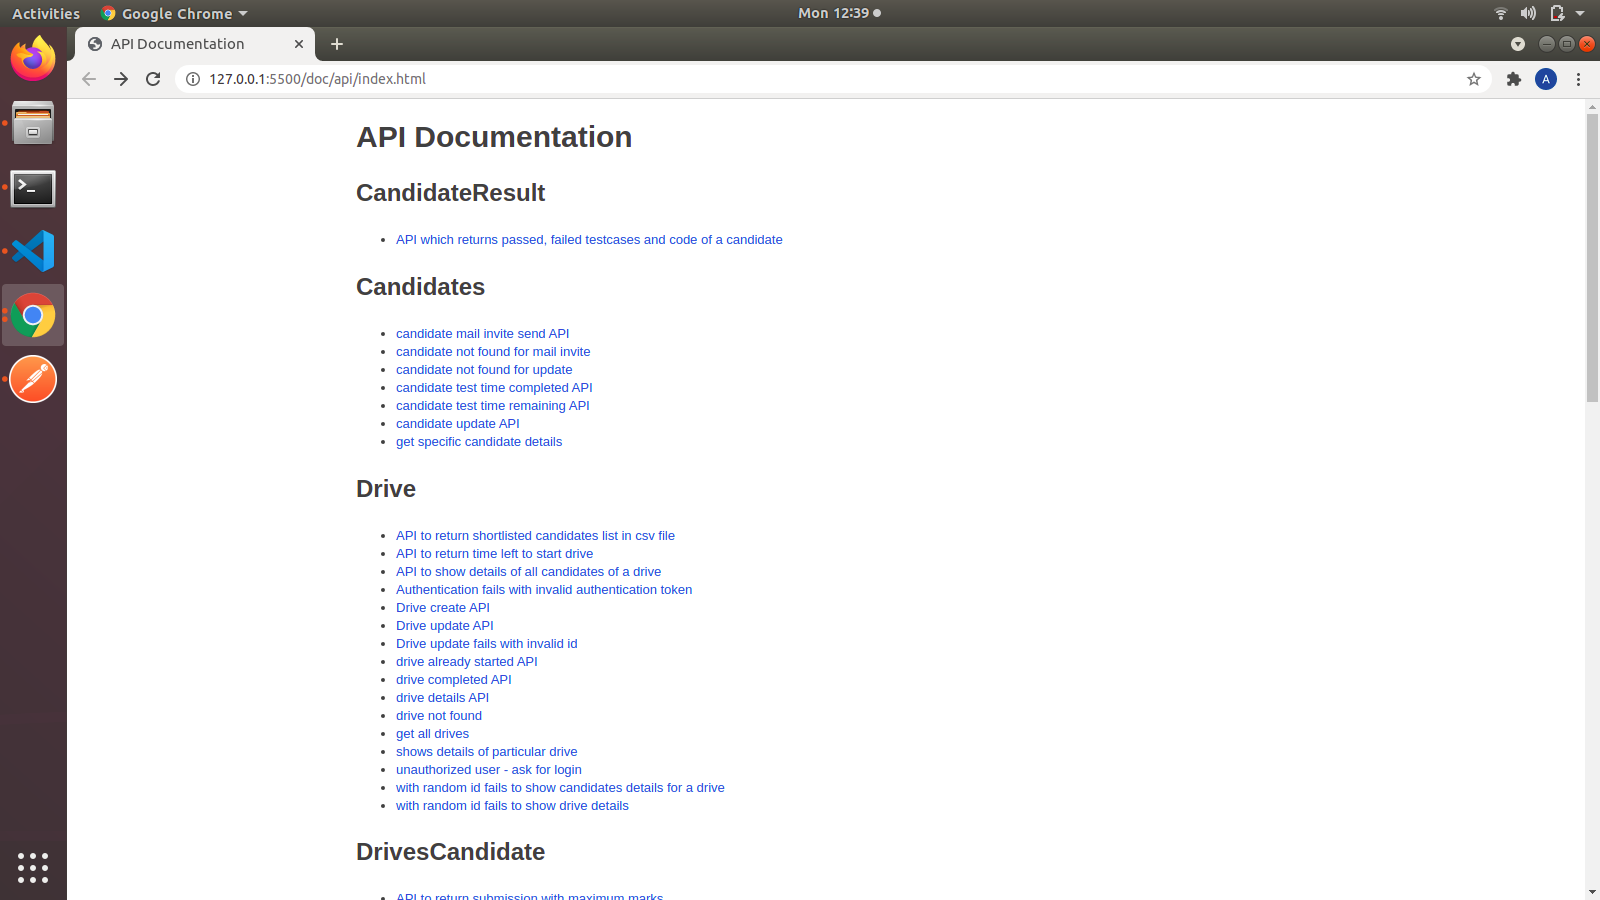 Activities
Google Chrome
Mon 12:39
API Documentation
127.0.0.1:5500/doc/api/index.html
A
API Documentation
CandidateResult
API which returns passed, failed testcases and code of a candidate
Candidates
candidate mail invite send API
candidate not found for mail invite
candidate not found for update
candidate test time completed API
candidate test time remaining API
candidate update API
get specific candidate details
Drive
API to return shortlisted candidates list in csv file
API to return time left to start drive
API to show details of all candidates of a drive
Authentication fails with invalid authentication token
Drive create API
Drive update API
Drive update fails with invalid id
drive already started API
drive completed API
drive details API
drive not found
get all drives
shows details of particular drive
unauthorized user - ask for login
with random id fails to show candidates details for a drive
with random id fails to show drive details
DrivesCandidate
API to return submission with maximum marks